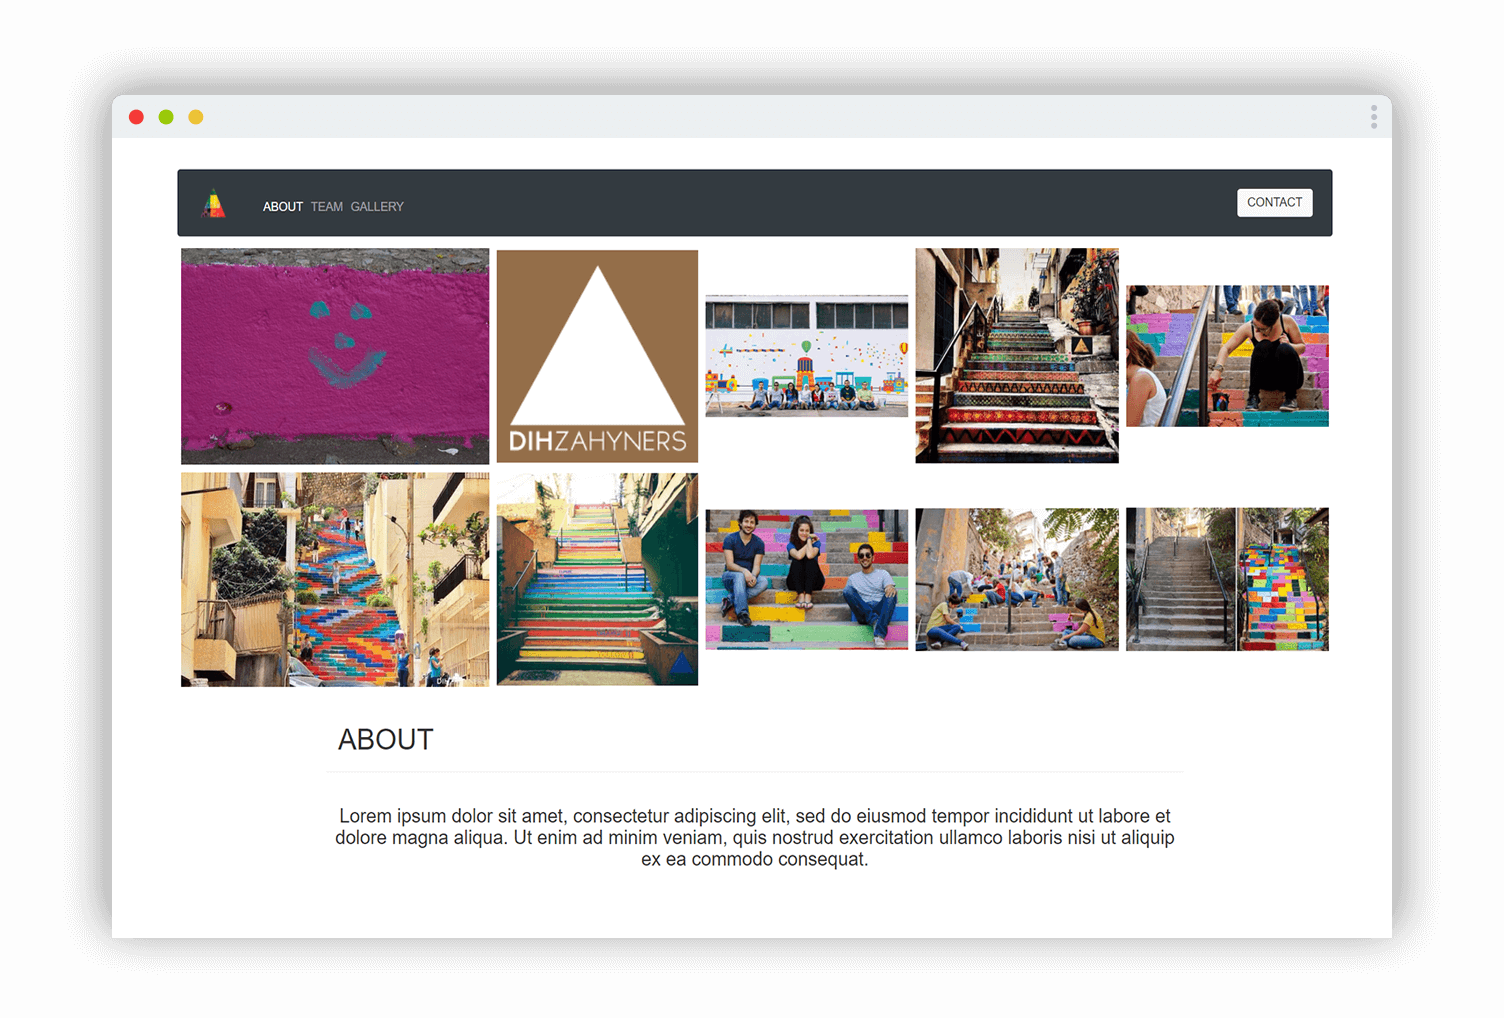 ABOUT TEAM GALLERY
CONTACT
DIHZAHYNERS
ABOUT
Lorem ipsum dolor sit amet, consectetur adipiscing elit, sed do eiusmod tempor incididunt ut labore et
dolore magna aliqua. Ut enim ad minim veniam, quis nostrud exercitation ullamco laboris nisi ut aliquip
ex ea commodo consequat.